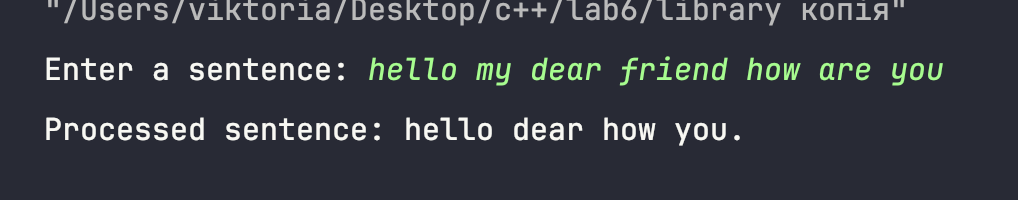 "/Users/viktoria/Desktop/c++/lab6/library копія"
Enter a sentence: hello my dear friend how are you
Processed sentence: hello dear how you.